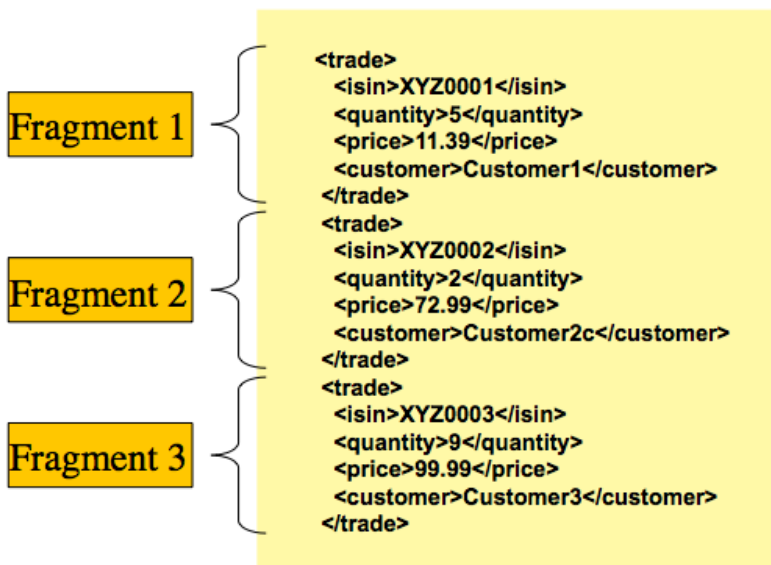 <trade>
<isin>XYZ0001</isin>
<quantity>5</quantity>
Fragment 1
<price>11.39</price>
<customer>Customer1</customer>
</trade>
<trade>
<isin>XYZ0002</isin>
<quantity>2</quantity>
Fragment 2
<price>72.99</price>
<customer>Customer2c</customer>
</trade>
<trade>
<isin>XYZ0003</isin>
<quantity>9</quantity>
Fragment 3
<price>99.99</price>
<customer>Customer3</customer>
</trade>